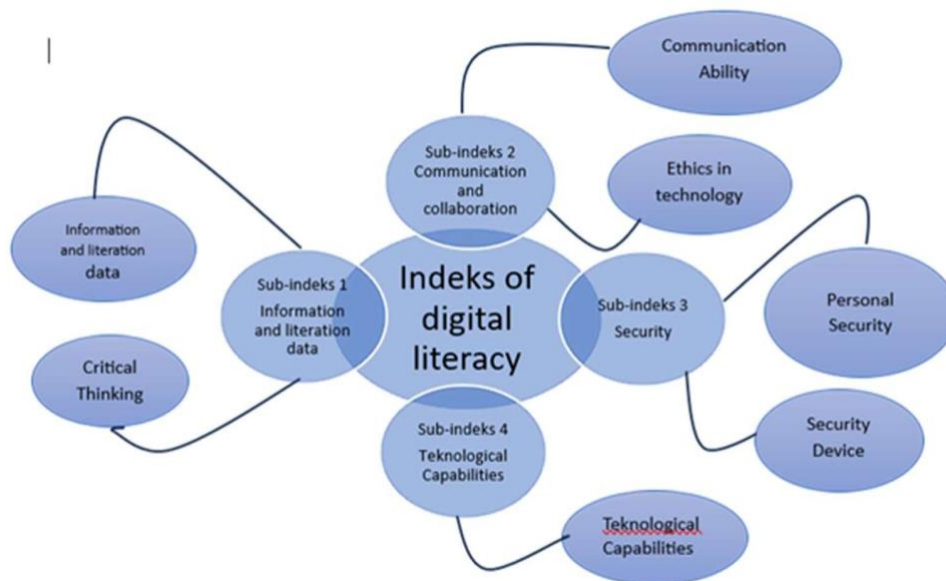 Communication
Ability
Sub-indeks 2
Communication
and
collaboration
Ethics in
technology
Information
and literation
data
Sub-indeks 1
Information
and literation
data
Indeks of
digital
literacy
Sub-indeks 3
Security
Personal
Security
Critical
Thinking
Sub-indeks 4
Teknological
Capabilities
Security
Device
Teknological
Capabilities